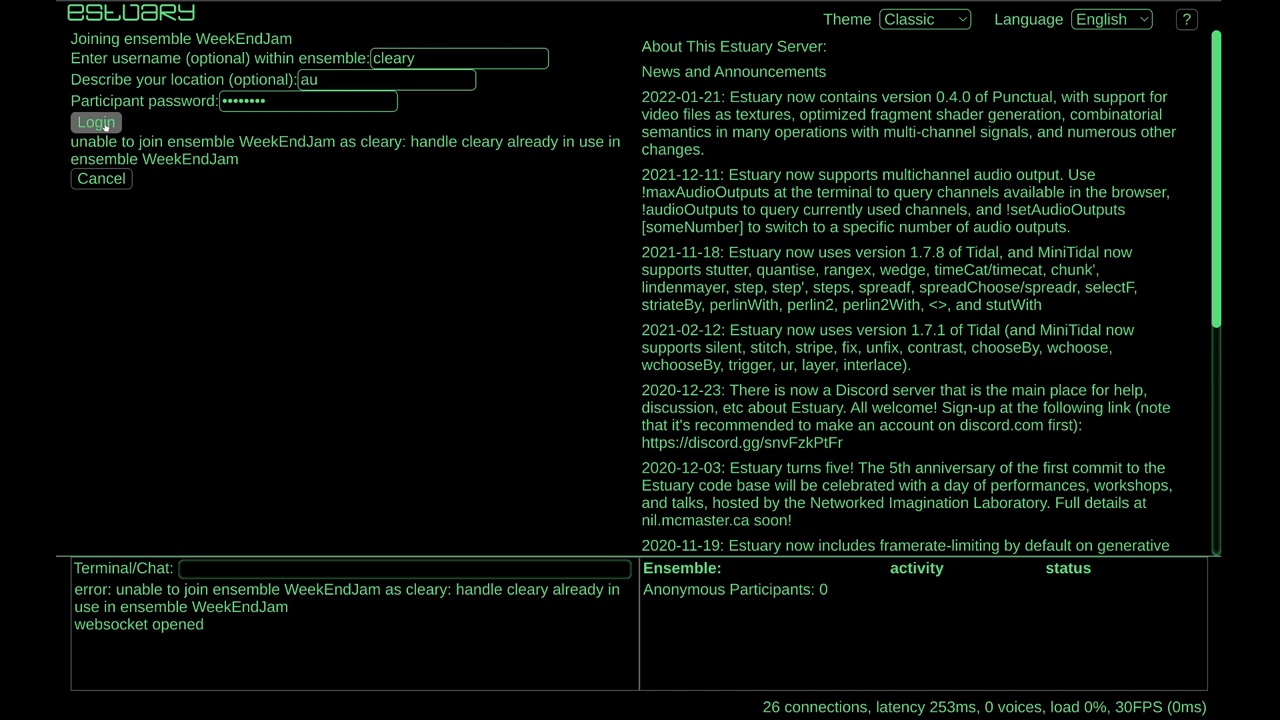 estuary
Theme Classic Language English ?
Joining ensemble WeekEndJam
Enter username (optional) within ensemble: cleary
Describe your location (optional): au
Participant password: ••••••••
Login
unable to join ensemble WeekEndJam as cleary: handle cleary already in use in
ensemble WeekEndJam
Cancel
About This Estuary Server:
News and Announcements
2022-01-21: Estuary now contains version 0.4.0 of Punctual, with support for
video files as textures, optimized fragment shader generation, combinatorial
semantics in many operations with multi-channel signals, and numerous other
changes.
2021-12-11: Estuary now supports multichannel audio output. Use
!maxAudioOutputs at the terminal to query channels available in the browser,
!audioOutputs to query currently used channels, and !setAudioOutputs
[someNumber] to switch to a specific number of audio outputs.
2021-11-18: Estuary now uses version 1.7.8 of Tidal, and MiniTidal now
supports stutter, quantise, rangex, wedge, timeCat/timecat, chunk',
lindenmayer, step, step', steps, spreadf, spreadChoose/spreadr, selectF,
striateBy, perlinWith, perlin2, perlin2With, <>, and stutWith
2021-02-12: Estuary now uses version 1.7.1 of Tidal (and MiniTidal now
supports silent, stitch, stripe, fix, unfix, contrast, chooseBy, wchoose,
wchooseBy, trigger, ur, layer, interlace).
2020-12-23: There is now a Discord server that is the main place for help,
discussion, etc about Estuary. All welcome! Sign-up at the following link (note
that it's recommended to make an account on discord.com first):
https://discord.gg/snvFzkPtFr
2020-12-03: Estuary turns five! The 5th anniversary of the first commit to the
Estuary code base will be celebrated with a day of performances, workshops,
and talks, hosted by the Networked Imagination Laboratory. Full details at
nil.mcmaster.ca soon!
2020-11-19: Estuary now includes framerate-limiting by default on generative
Terminal/Chat:
error: unable to join ensemble WeekEndJam as cleary: handle cleary already in
use in ensemble WeekEndJam
websocket opened
Ensemble: activity status
Anonymous Participants: 0
26 connections, latency 253ms, 0 voices, load 0%, 30FPS (0ms)